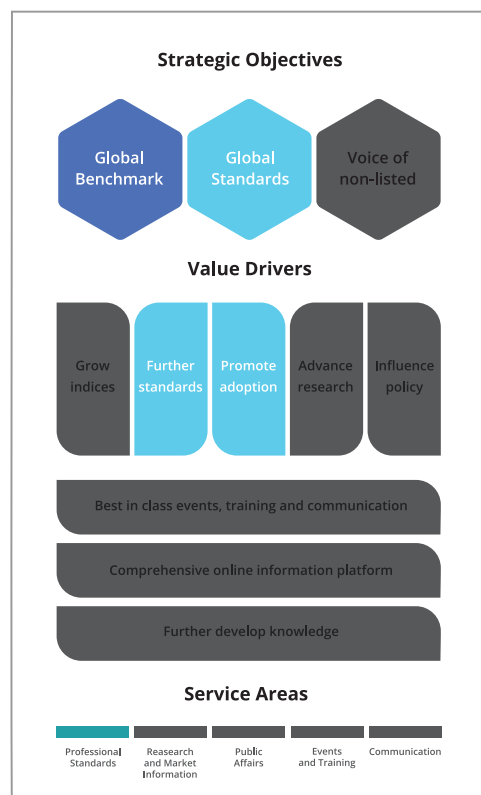 Strategic Objectives
Global
Benchmark
Global
Standards
Voice of
non-listed
Value Drivers
Grow
indices
Further
standards
Promote
adoption
Advance
research
Influence
policy
Best in class events, training and communication
Comprehensive online information platform
Further develop knowledge
Service Areas
Professional
Standards
Reasearch
and Market
Information
Public
Affairs
Events
and Training
Communication